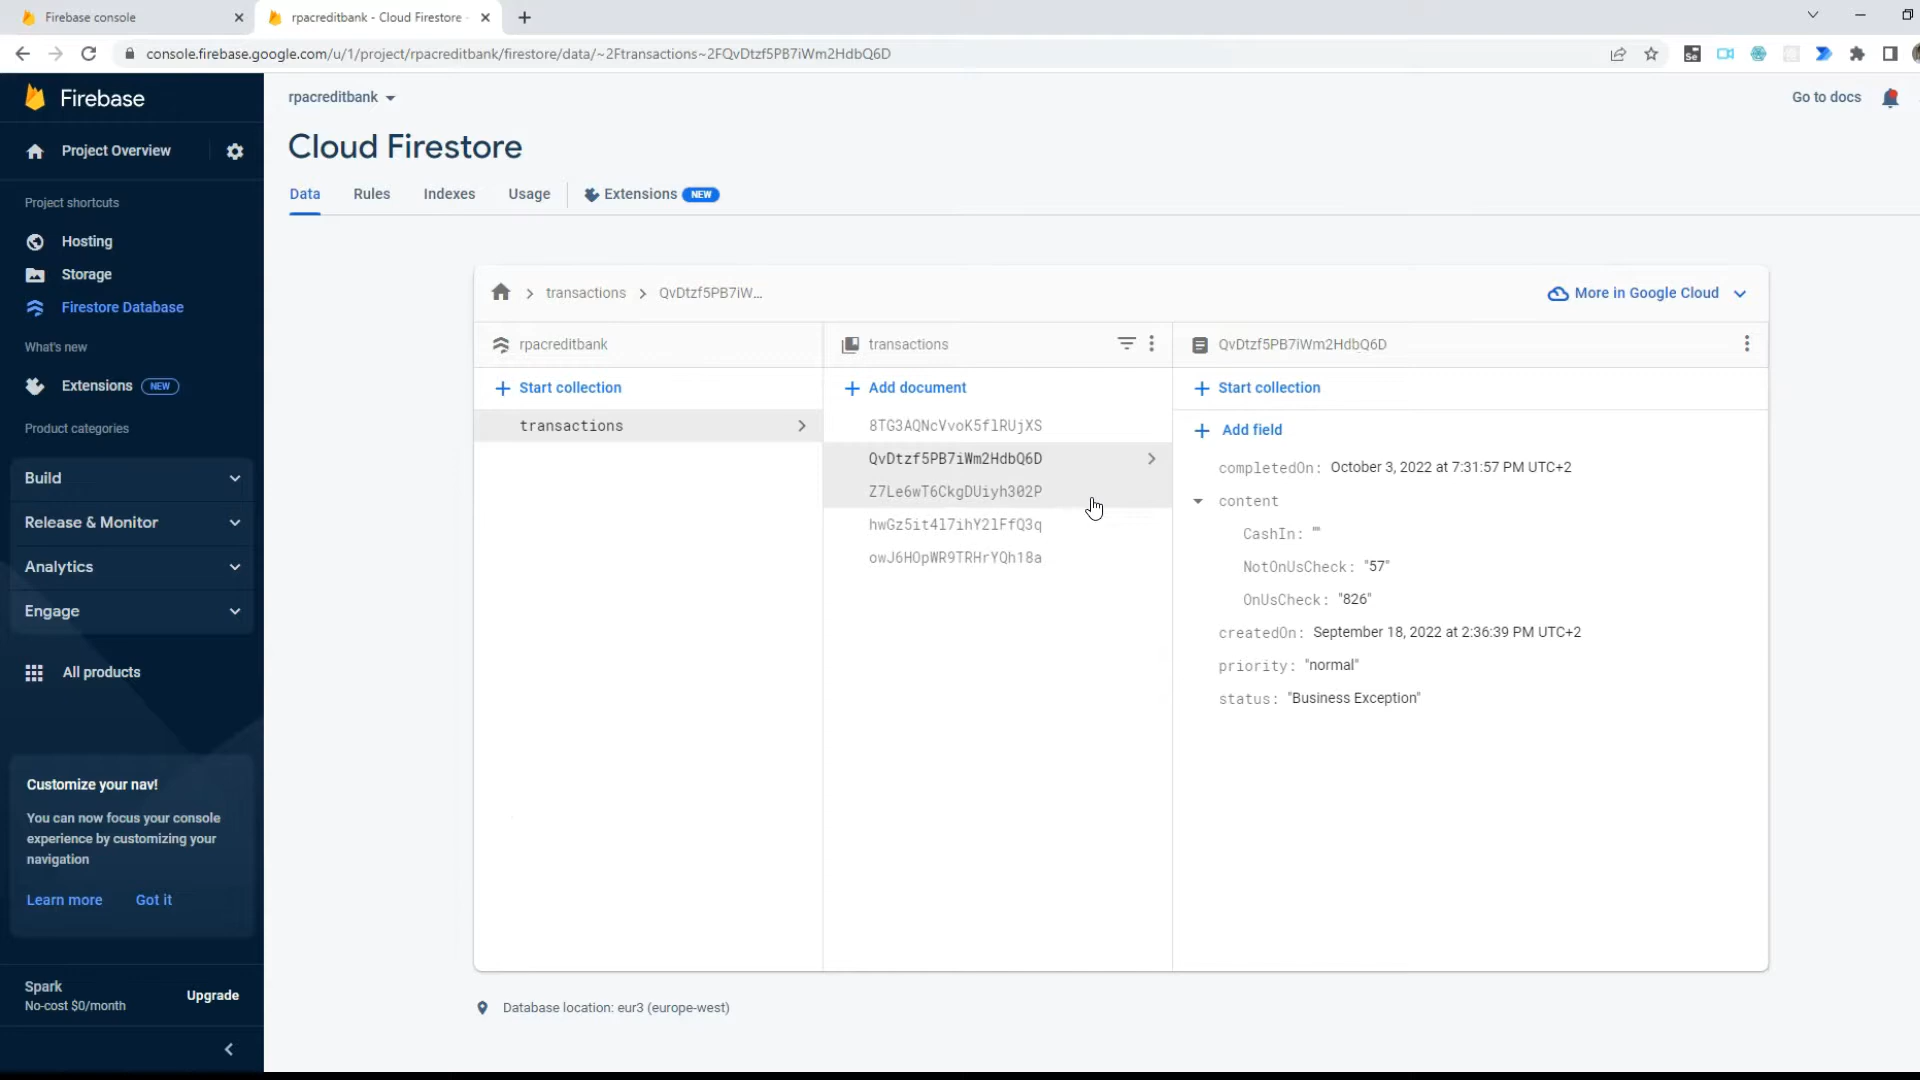 Firebase console
rpacreditbank - Cloud Firestore -
console.firebase.google.com/u/1/project/rpacreditbank/firestore/data/~2Ftransactions~2FQvDtzf5PB7iWm2HdbQ6D
Se
Firebase
rpacreditbank
Go to docs
Project Overview
Cloud Firestore
Data Rules Indexes Usage Extensions NEW
Project shortcuts
Hosting
Storage
Firestore Database
What's new
Extensions NEW
Product categories
Build
Release & Monitor
Analytics
Engage
All products
Customize your nav!
You can now focus your console
experience by customizing your
navigation
Learn more Got it
Spark
No-cost $0/month
Upgrade
transactions QvDtzf5PB7iW...
More in Google Cloud
rpacreditbank
Start collection
transactions
transactions
Add document
8TG3AQNcVvoK5flRUjXS
QvDtzf5PB7iWm2HdbQ6D
Z7Le6wT6CkgDUiyh302P
hwGz5it4l7ihY2lFfQ3q
owJ6HOpWR9TRHrYQh18a
QvDtzf5PB7iWm2HdbQ6D
Start collection
Add field
completedOn: October 3, 2022 at 7:31:57 PM UTC+2
content
CashIn: ""
NotOnUsCheck: "57"
OnUsCheck: "826"
createdOn: September 18, 2022 at 2:36:39 PM UTC+2
priority: "normal"
status: "Business Exception"
Database location: eur3 (europe-west)